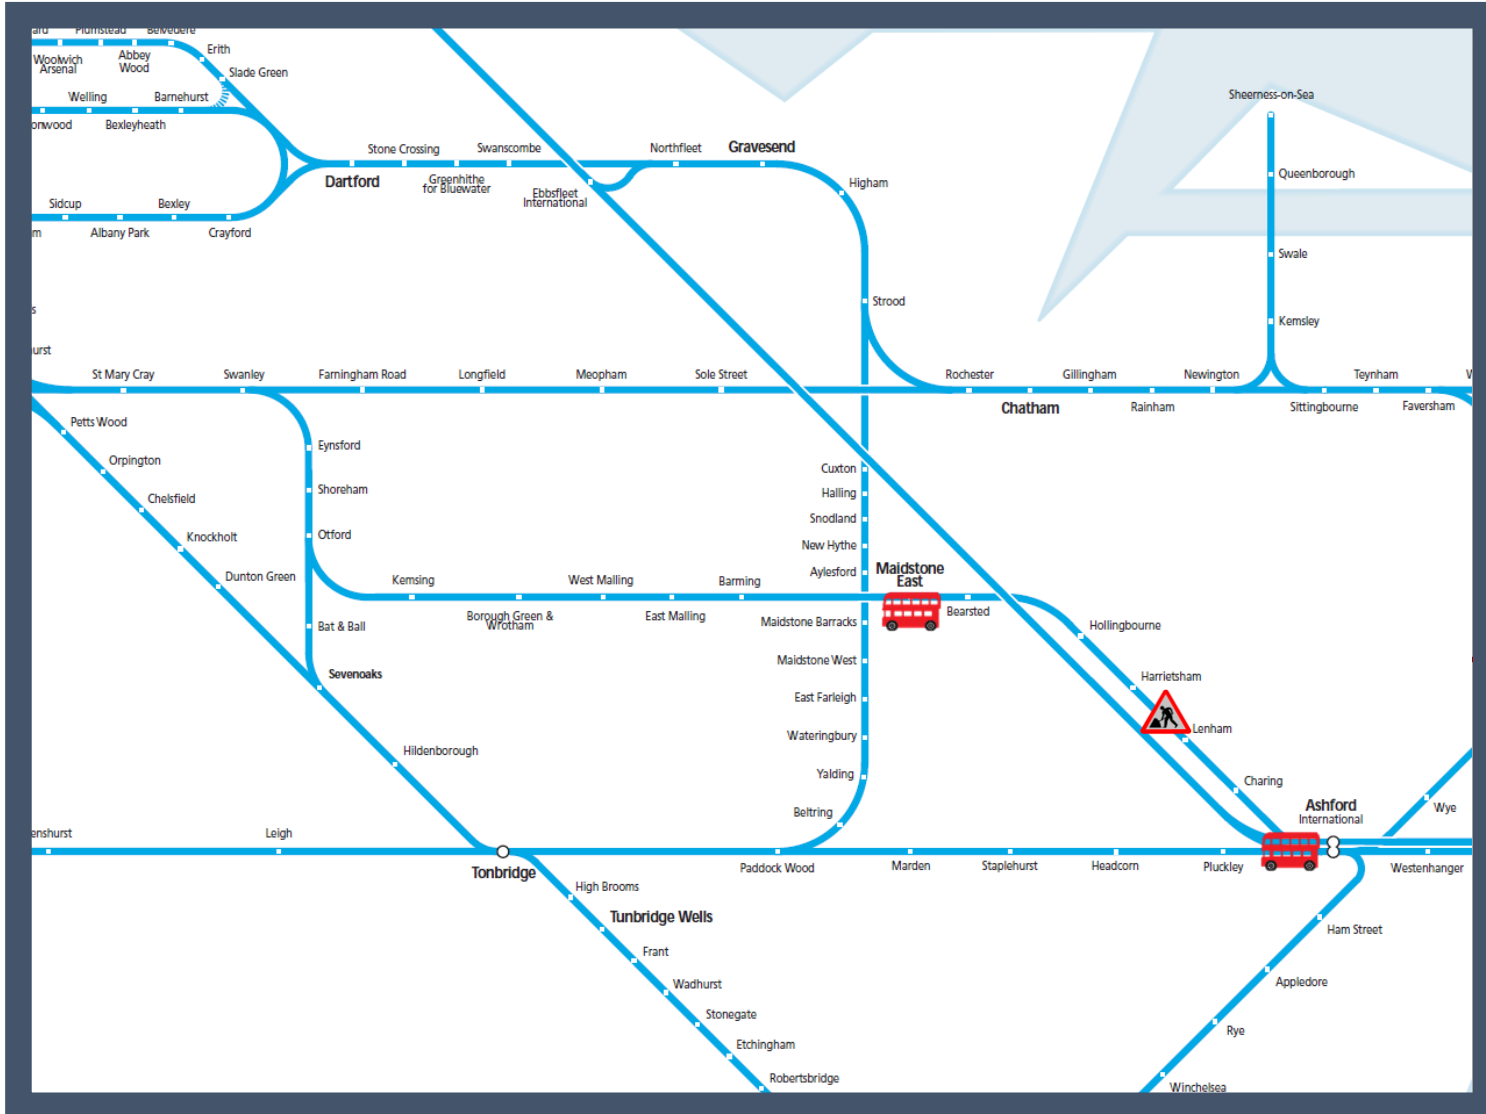 Plumstead
Belvedere
Erith
Woolwich
Arsenal
Abbey
Wood
Slade Green
Welling
Barnehurst
Bexleyheath
Sheerness-on-Sea
Stone Crossing
Swanscombe
Northfleet
Gravesend
Dartford
Greenhithe
for Bluewater
Ebbsfleet
International
Higham
Queenborough
Sidcup
Bexley
Albany Park
Crayford
Swale
Strood
Kemsley
urst
St Mary Cray
Swanley
Farningham Road
Longfield
Meopham
Sole Street
Rochester
Gillingham
Newington
Teynham
Chatham
Rainham
Sittingbourne
Faversham
Petts Wood
Orpington
Chelsfield
Knockholt
Dunton Green
Eynsford
Shoreham
Otford
Cuxton
Halling
Snodland
New Hythe
Aylesford
Maidstone
East
Kemsing
West Malling
Barming
Borough Green &
Wrotham
East Malling
Bearsted
Bat & Ball
Maidstone Barracks
Hollingbourne
Sevenoaks
Maidstone West
Harrietsham
East Farleigh
Lenham
Wateringbury
Hildenborough
Yalding
Charing
Beltring
Ashford
International
Wye
enshurst
Leigh
Tonbridge
Paddock Wood
Marden
Staplehurst
Headcorn
Pluckley
Westenhanger
High Brooms
Tunbridge Wells
Frant
Ham Street
Wadhurst
Appledore
Stonegate
Rye
Etchingham
Robertsbridge
Winchelsea